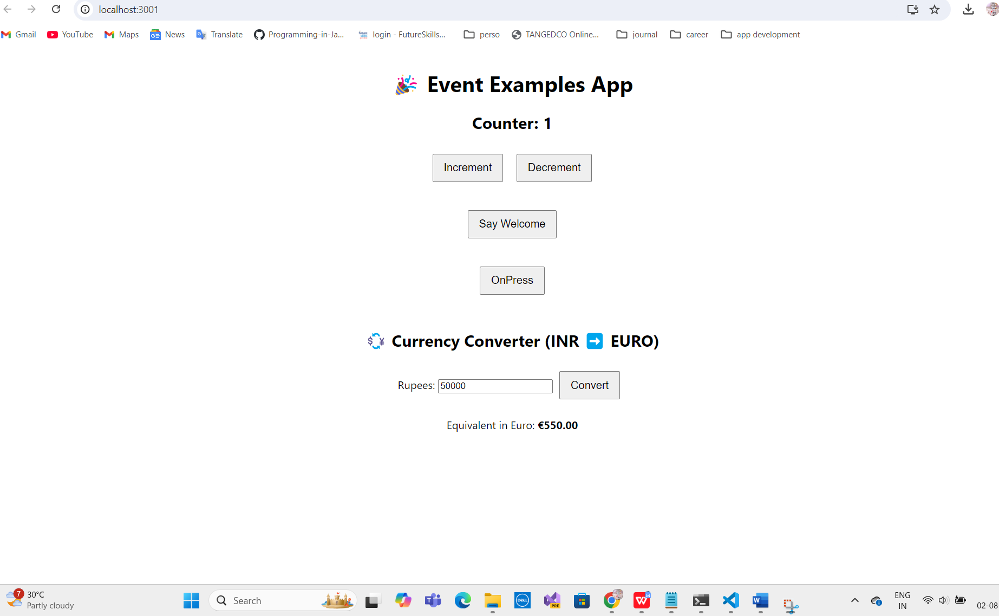 localhost:3001
Gmail YouTube Maps News Translate Programming-in-Ja... login - FutureSkills... perso TANGEDCO Online... journal career app development
Event Examples App
Counter: 1
Increment Decrement
Say Welcome
OnPress
Currency Converter (INR ➡ EURO)
Rupees: 50000 Convert
Equivalent in Euro: €550.00
7 30°C
Partly cloudy
Search
DELL
PRE
ENG
IN
02-08